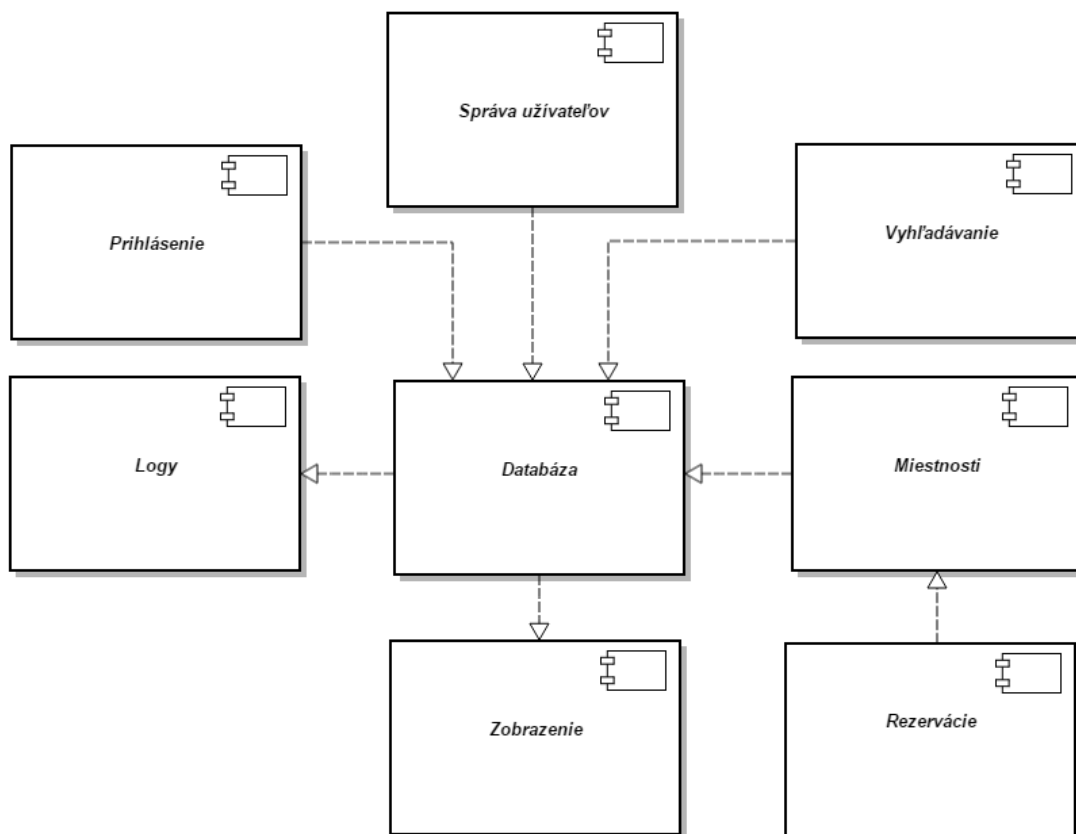 Správa užívateľov
Prihlásenie
Vyhľadávanie
Logy
Databáza
Miestnosti
Zobrazenie
Rezervácie